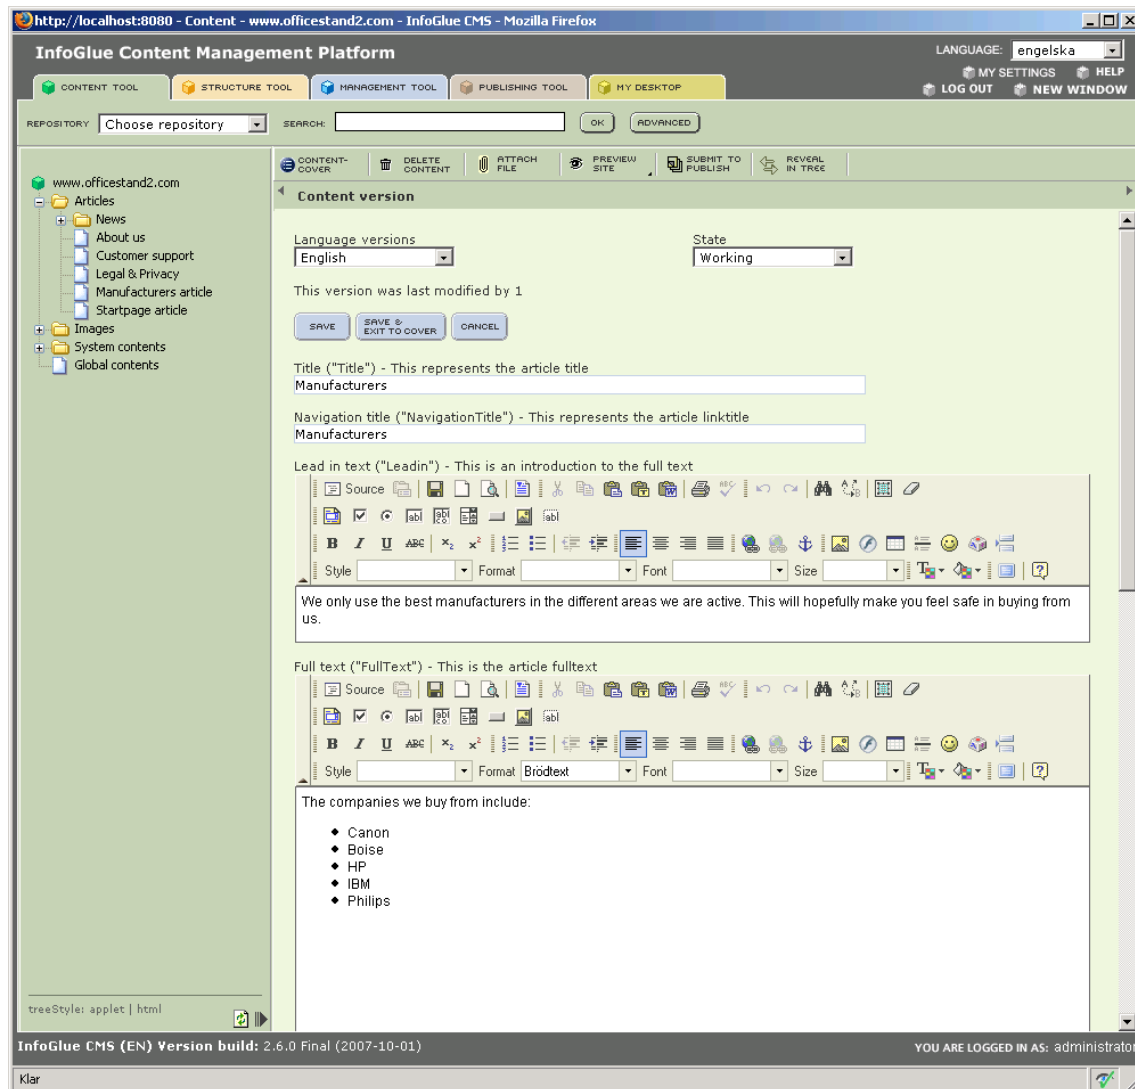 http://localhost:8080 - Content - www.officestand2.com - InfoGlue CMS - Mozilla Firefox
InfoGlue Content Management Platform
LANGUAGE: engelska
MY SETTINGS HELP
LOG OUT NEW WINDOW
CONTENT TOOL STRUCTURE TOOL MANAGEMENT TOOL PUBLISHING TOOL MY DESKTOP
REPOSITORY Choose repository SEARCH: OK ADVANCED
CONTENT-COVER DELETE CONTENT ATTACH FILE PREVIEW SITE SUBMIT TO PUBLISH REVEAL IN TREE
www.officestand2.com
Articles
News
About us
Customer support
Legal & Privacy
Manufacturers article
Startpage article
Images
System contents
Global contents
treeStyle: applet | html
Content version
Language versions State
English Working
This version was last modified by 1
SAVE SAVE & EXIT TO COVER CANCEL
Title ("Title") - This represents the article title
Manufacturers
Navigation title ("NavigationTitle") - This represents the article linktitle
Manufacturers
Lead in text ("Leadin") - This is an introduction to the full text
Source
B I U ABC x₂ x²
Style Format Font Size
We only use the best manufacturers in the different areas we are active. This will hopefully make you feel safe in buying from
us.
Full text ("FullText") - This is the article fulltext
Source
B I U ABC x₂ x²
Style Format Brödtext Font Size
The companies we buy from include:
Canon
Boise
HP
IBM
Philips
InfoGlue CMS (EN) Version build: 2.6.0 Final (2007-10-01) YOU ARE LOGGED IN AS: administrator
Klar